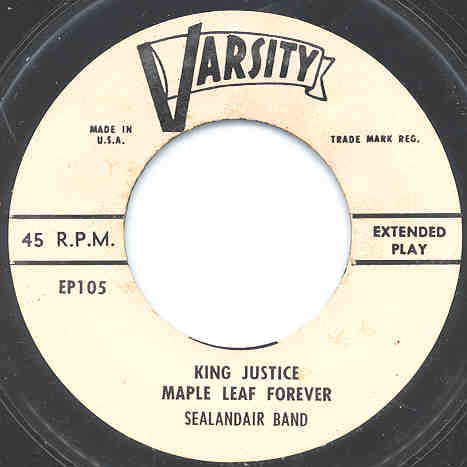 VARSITY
MADE IN
U.S.A.
TRADE MARK REG.
45 R.P.M.
EXTENDED
PLAY
EP105
KING JUSTICE
MAPLE LEAF FOREVER
SEALANDAIR BAND